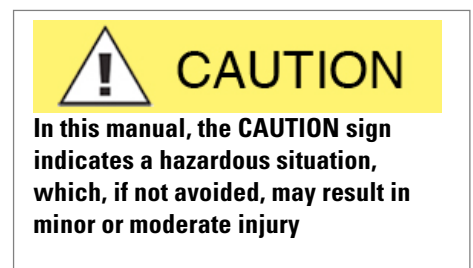 CAUTION
In this manual, the CAUTION sign
indicates a hazardous situation,
which, if not avoided, may result in
minor or moderate injury